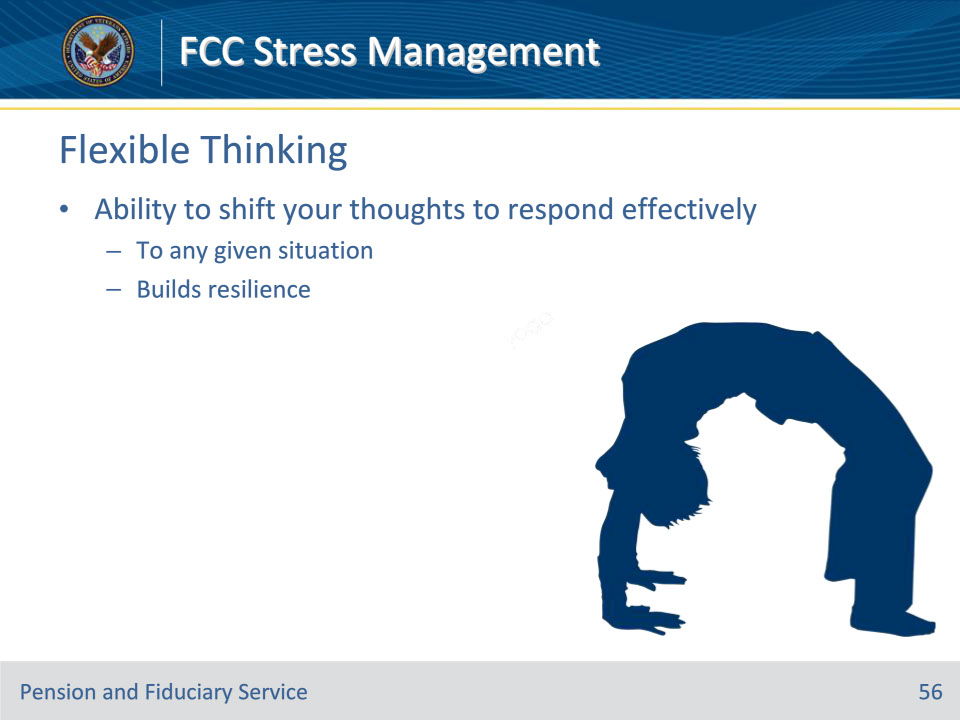 FCC Stress Management
Flexible Thinking
• Ability to shift your thoughts to respond effectively
– To any given situation
– Builds resilience
Pension and Fiduciary Service
56